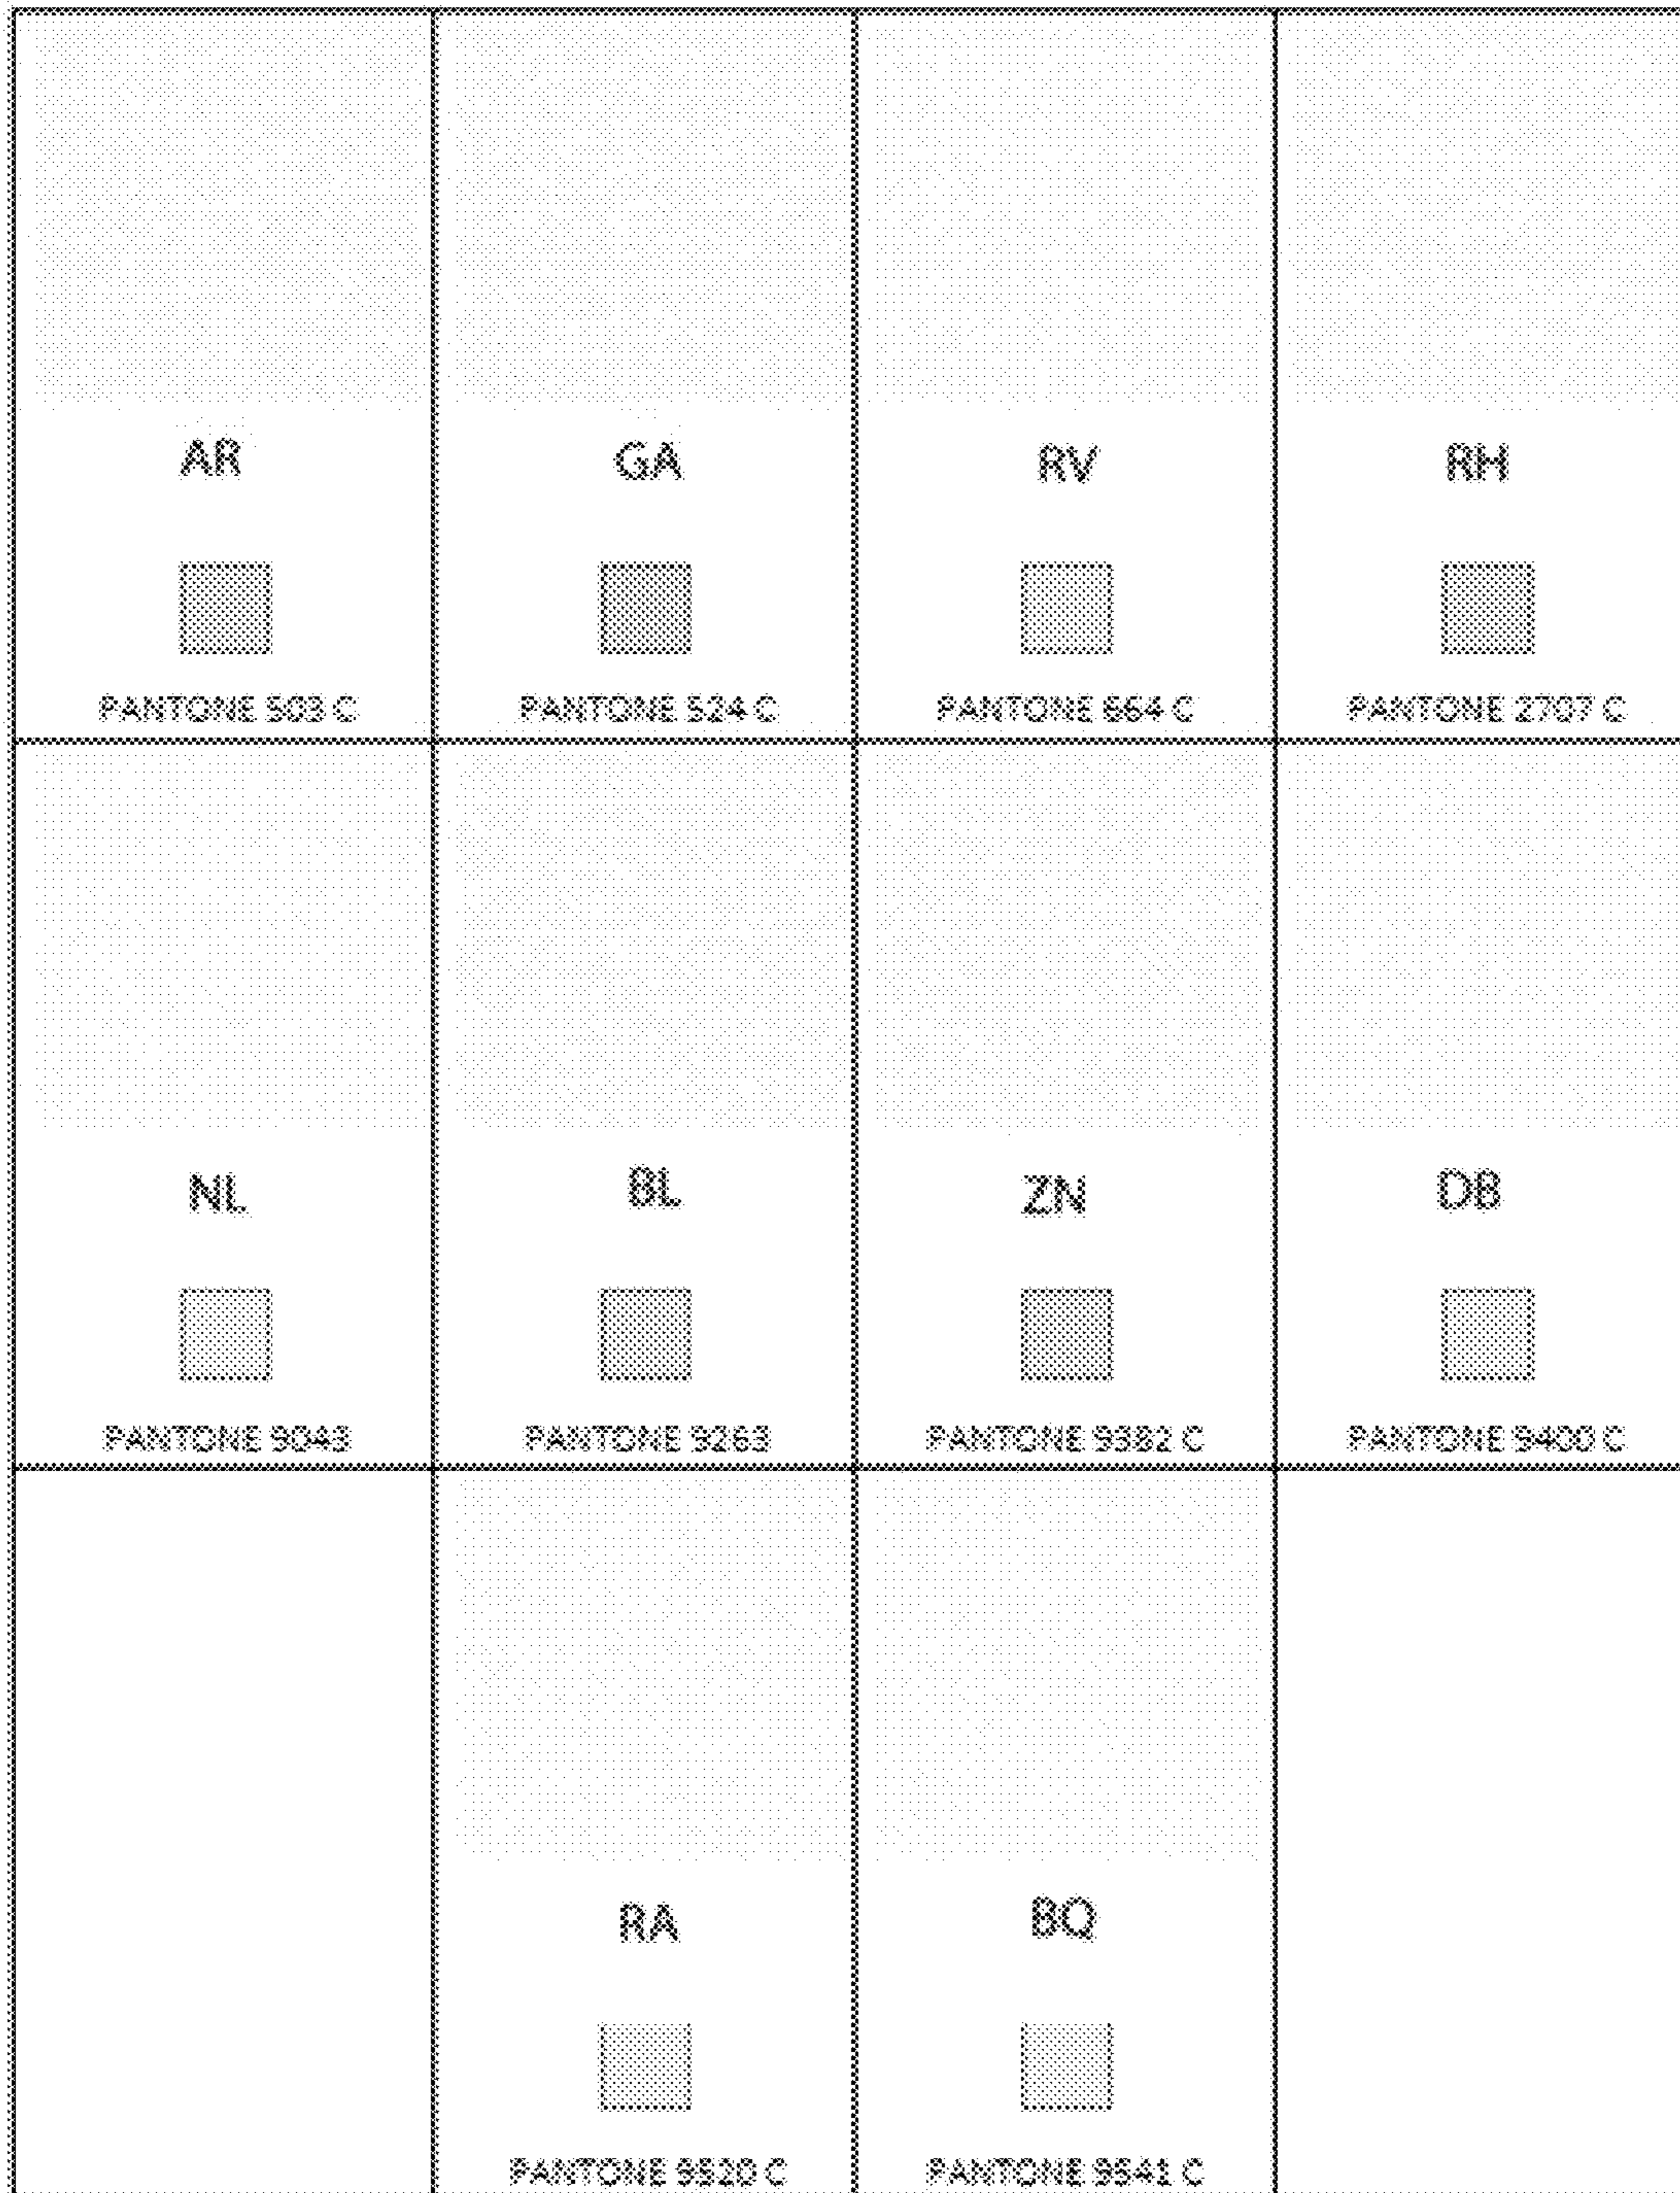 AR GA RV RH
PANTONE 503 C PANTONE 524 C PANTONE 664 C PANTONE 2707 C
NL BL ZN DB
PANTONE 9043 PANTONE 9263 PANTONE 9382 C PANTONE 9400 C
RA BQ
PANTONE 9520 C PANTONE 9541 C